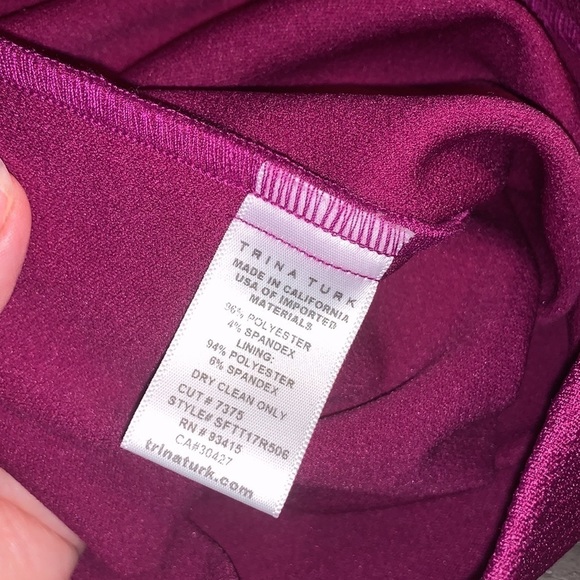 TRINA TURK
MADE IN CALIFORNIA
USA OF IMPORTED
MATERIALS
96% POLYESTER
4% SPANDEX
LINING:
94% POLYESTER
6% SPANDEX
DRY CLEAN ONLY
CUT # 7375
STYLE# SFTT17R506
RN # 93415
CA#30427
trinaturk.com